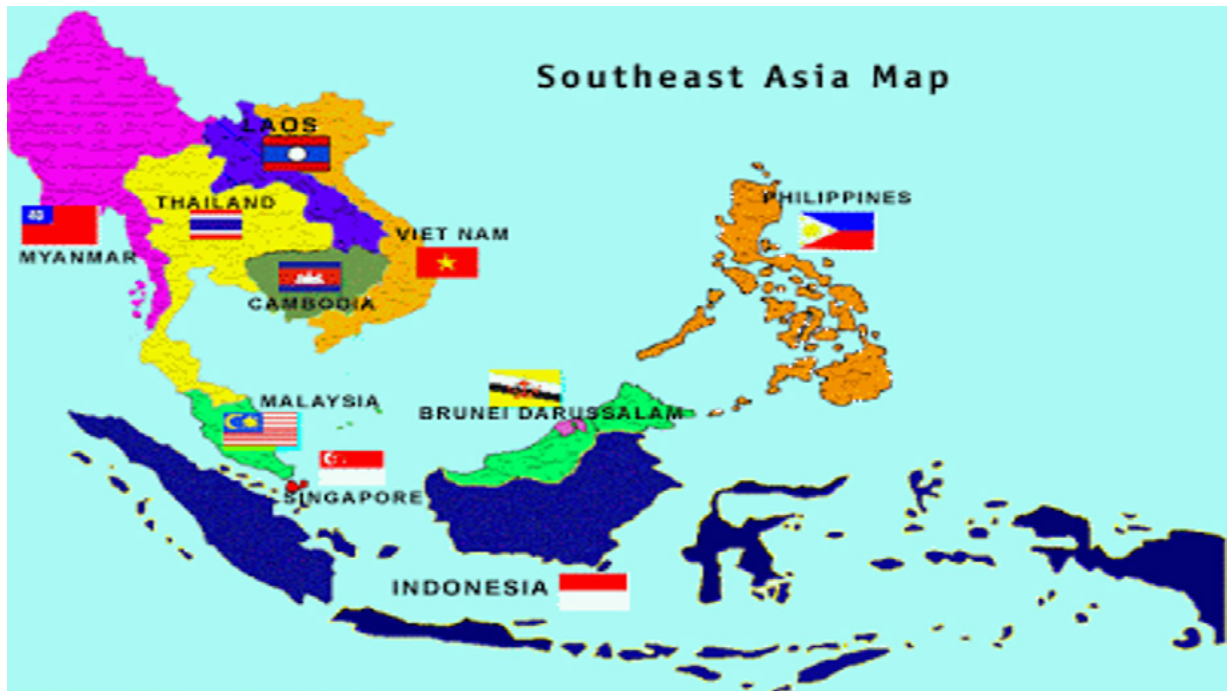 Southeast Asia Map
LAOS
THAILAND
PHILIPPINES
VIET NAM
MYANMAR
CAMBODIA
MALAYSIA
BRUNEI DARUSSALAM
SINGAPORE
INDONESIA